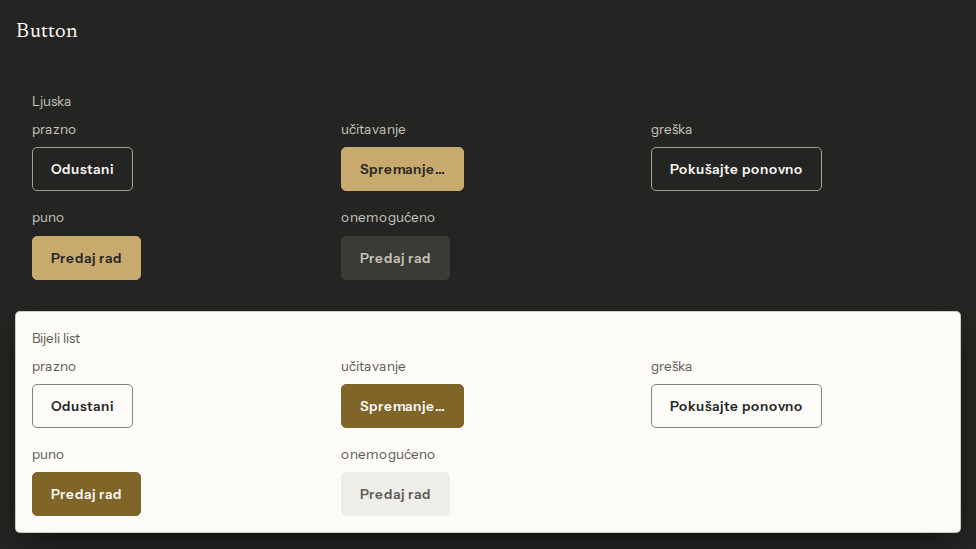 Button
Ljuska
prazno učitavanje greška
Odustani Spremanje... Pokušajte ponovno
puno onemogućeno
Predaj rad Predaj rad
Bijeli list
prazno učitavanje greška
Odustani Spremanje... Pokušajte ponovno
puno onemogućeno
Predaj rad Predaj rad